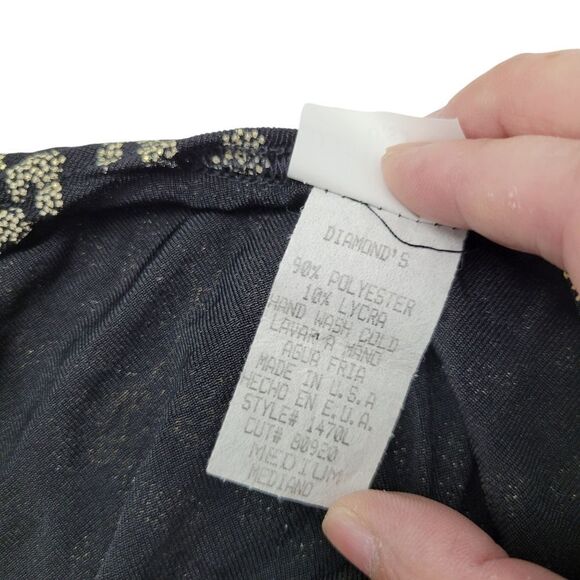 DIAMOND'S
90% POLYESTER
10% LYCRA
HAND WASH COLD
LAVAR A MANO
AGUA FRIA
MADE IN U.S.A
HECHO EN E.U.A.
STYLE# 1470L
CUT# 80920
MEDIUM
MEDIANO